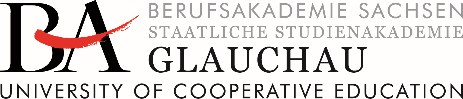 BA BERUFSAKADEMIE SACHSEN
STAATLICHE STUDIENAKADEMIE
GLAUCHAU
UNIVERSITY OF COOPERATIVE EDUCATION